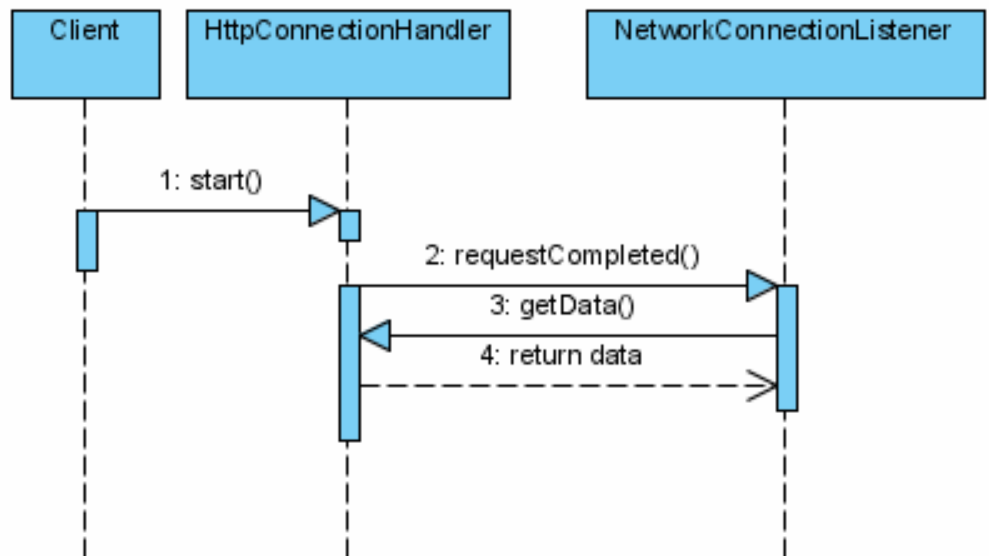 Client
HttpConnectionHandler
NetworkConnectionListener
1: start()
2: requestCompleted()
3: getData()
4: return data